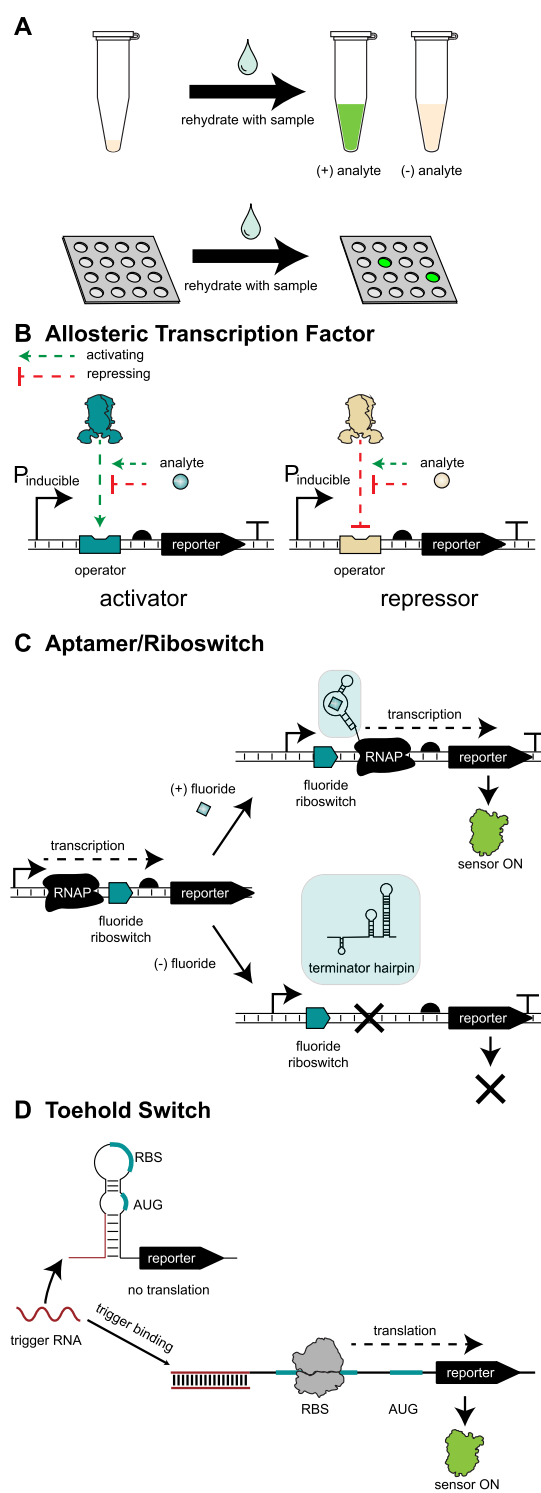 A
rehydrate with sample
(+) analyte
(-) analyte
rehydrate with sample
B Allosteric Transcription Factor
activating
repressing
analyte
Pinducible
reporter
operator
activator
analyte
Pinducible
reporter
operator
repressor
C Aptamer/Riboswitch
transcription
RNAP
reporter
fluoride
riboswitch
(+) fluoride
sensor ON
transcription
RNAP
reporter
fluoride
riboswitch
(-) fluoride
terminator hairpin
reporter
fluoride
riboswitch
D Toehold Switch
RBS
AUG
reporter
no translation
trigger RNA
trigger binding
translation
reporter
RBS
AUG
sensor ON